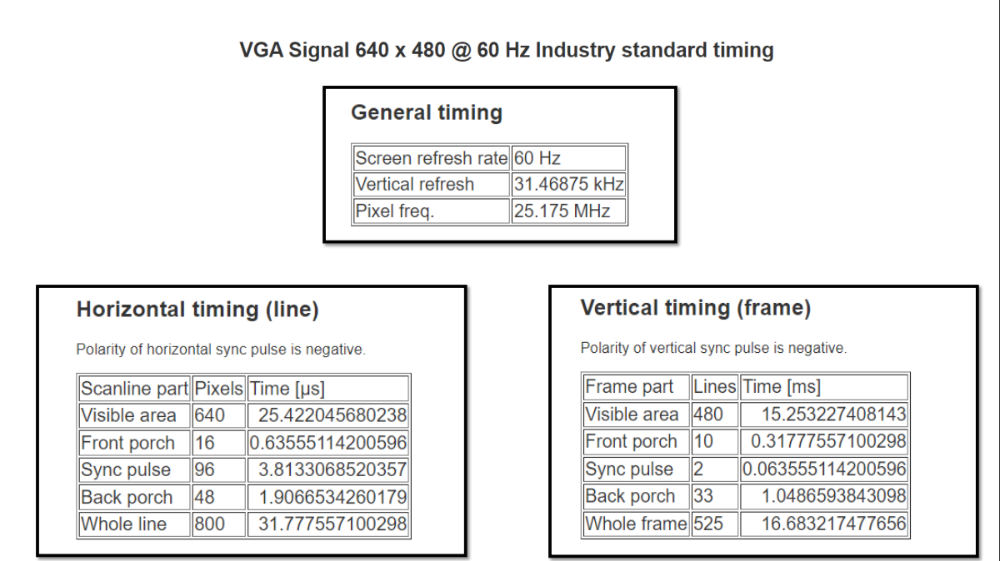 VGA Signal 640 x 480 @ 60 Hz Industry standard timing
General timing
Screen refresh rate 60 Hz
Vertical refresh 31.46875 kHz
Pixel freq. 25.175 MHz
Horizontal timing (line)
Polarity of horizontal sync pulse is negative.
Scanline part Pixels Time [µs]
Visible area 640 25.422045680238
Front porch 16 0.63555114200596
Sync pulse 96 3.8133068520357
Back porch 48 1.9066534260179
Whole line 800 31.777557100298
Vertical timing (frame)
Polarity of vertical sync pulse is negative.
Frame part Lines Time [ms]
Visible area 480 15.253227408143
Front porch 10 0.31777557100298
Sync pulse 2 0.063555114200596
Back porch 33 1.0486593843098
Whole frame 525 16.683217477656